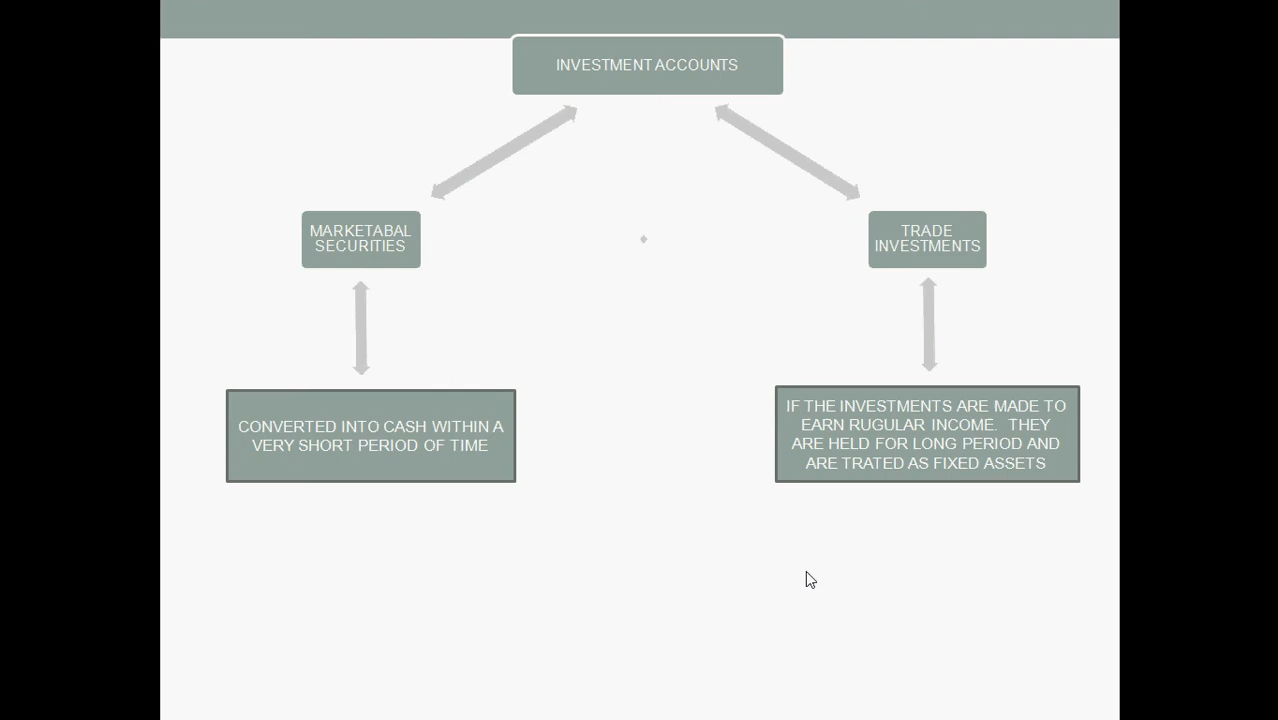 INVESTMENT ACCOUNTS
MARKETABAL
SECURITIES
TRADE
INVESTMENTS
CONVERTED INTO CASH WITHIN A
VERY SHORT PERIOD OF TIME
IF THE INVESTMENTS ARE MADE TO
EARN RUGULAR INCOME. THEY
ARE HELD FOR LONG PERIOD AND
ARE TRATED AS FIXED ASSETS